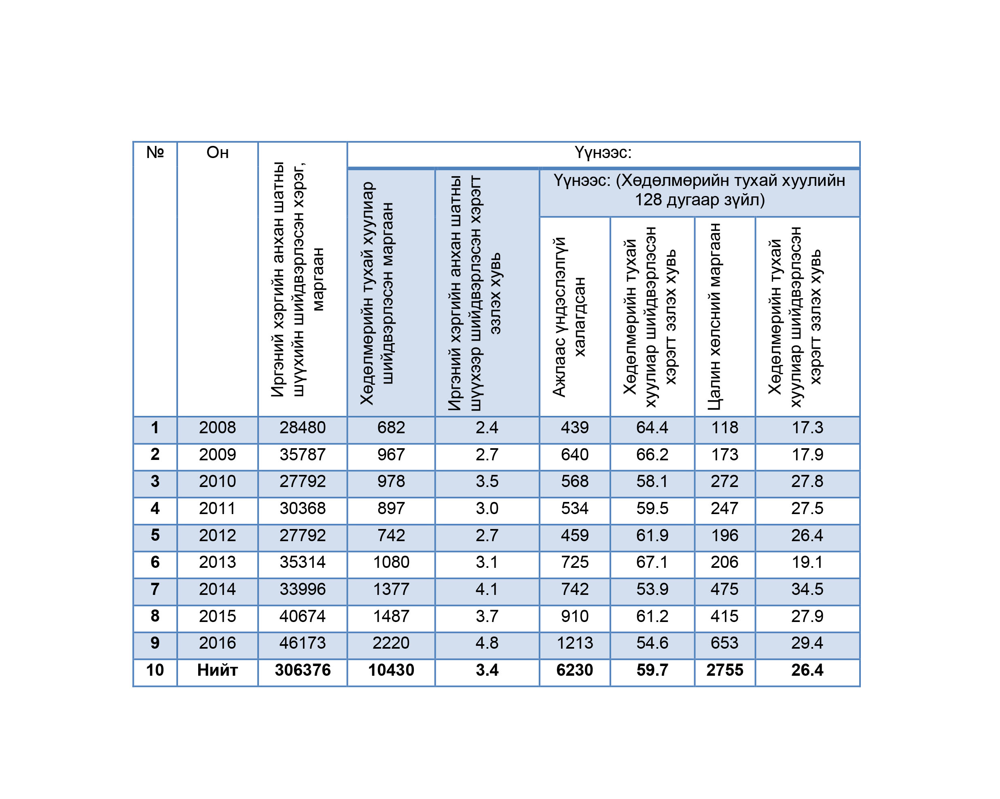 № Он Үүнээс:
Иргэний хэргийн анхан шатны
шүүхийн шийдвэрлэсэн хэрэг,
маргаан
Хөдөлмөрийн тухай хуулиар
шийдвэрлэсэн маргаан
Иргэний хэргийн анхан шатны
шүүхээр шийдвэрлэсэн хэрэгт
эзлэх хувь
Үүнээс: (Хөдөлмөрийн тухай хуулийн
128 дугаар зүйл)
Ажлаас үндэслэлгүй
халагдсан
Хөдөлмөрийн тухай
хуулиар шийдвэрлэсэн
хэрэгт эзлэх хувь
Цалин хөлсний маргаан
Хөдөлмөрийн тухай
хуулиар шийдвэрлэсэн
хэрэгт эзлэх хувь
1 2008 28480 682 2.4 439 64.4 118 17.3
2 2009 35787 967 2.7 640 66.2 173 17.9
3 2010 27792 978 3.5 568 58.1 272 27.8
4 2011 30368 897 3.0 534 59.5 247 27.5
5 2012 27792 742 2.7 459 61.9 196 26.4
6 2013 35314 1080 3.1 725 67.1 206 19.1
7 2014 33996 1377 4.1 742 53.9 475 34.5
8 2015 40674 1487 3.7 910 61.2 415 27.9
9 2016 46173 2220 4.8 1213 54.6 653 29.4
10 Нийт 306376 10430 3.4 6230 59.7 2755 26.4